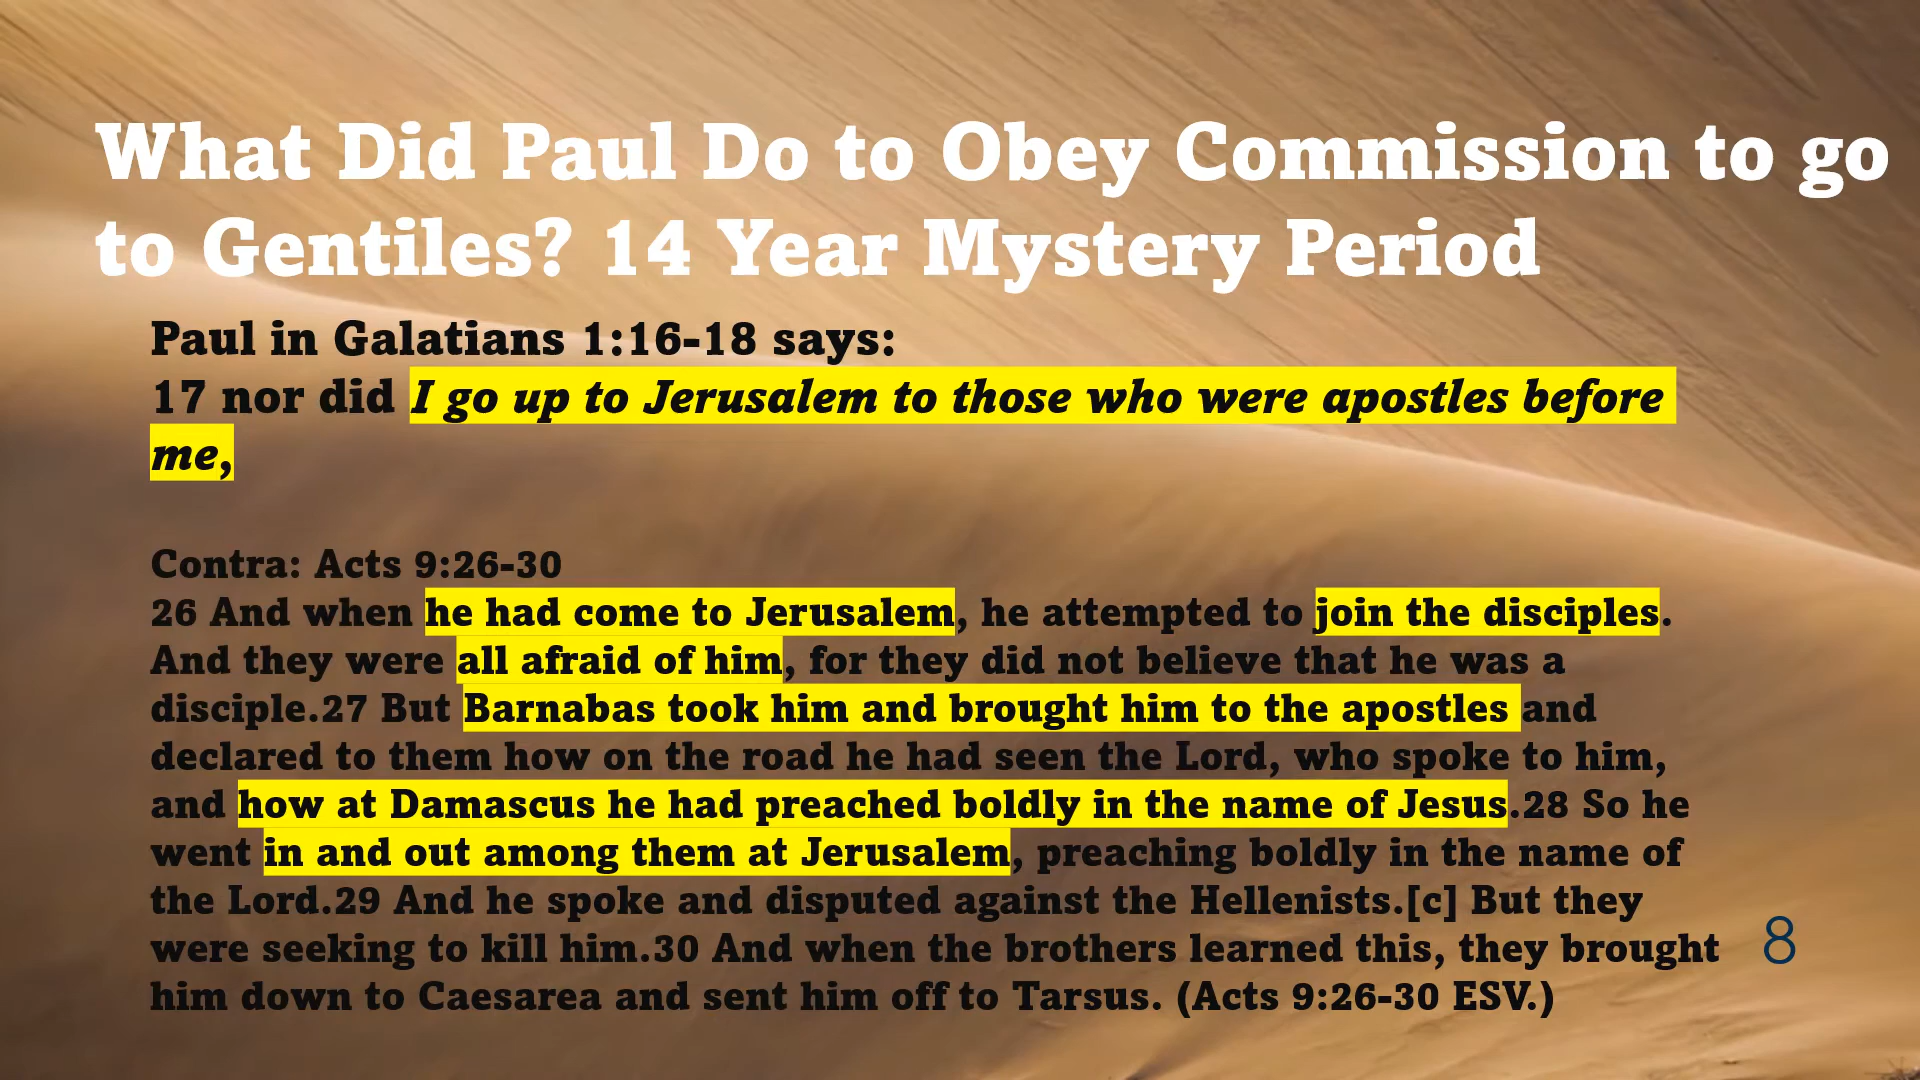 What Did Paul Do to Obey Commission to go
to Gentiles? 14 Year Mystery Period
Paul in Galatians 1:16-18 says:
17 nor did I go up to Jerusalem to those who were apostles before
me,
Contra: Acts 9:26-30
26 And when he had come to Jerusalem, he attempted to join the disciples.
And they were all afraid of him, for they did not believe that he was a
disciple.27 But Barnabas took him and brought him to the apostles and
declared to them how on the road he had seen the Lord, who spoke to him,
and how at Damascus he had preached boldly in the name of Jesus.28 So he
went in and out among them at Jerusalem, preaching boldly in the name of
the Lord.29 And he spoke and disputed against the Hellenists.[c] But they
were seeking to kill him.30 And when the brothers learned this, they brought
him down to Caesarea and sent him off to Tarsus. (Acts 9:26-30 ESV.)
8